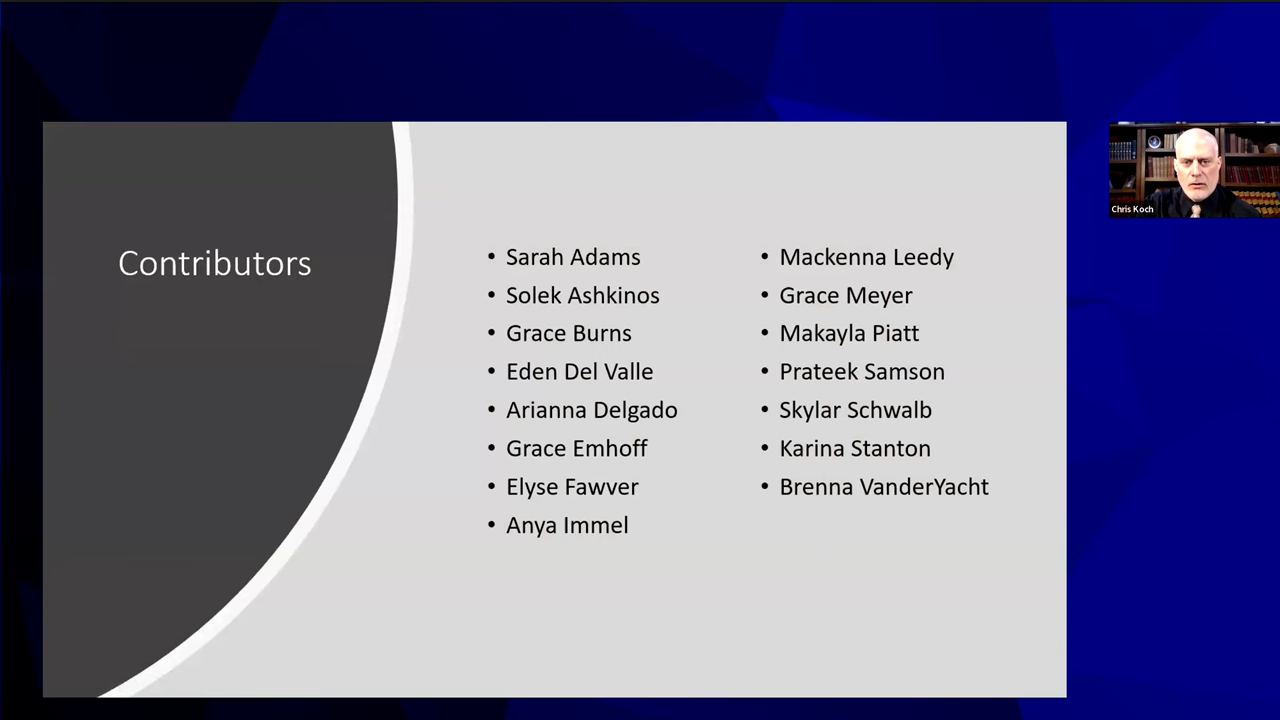 Contributors
• Sarah Adams
• Solek Ashkinos
• Grace Burns
• Eden Del Valle
• Arianna Delgado
• Grace Emhoff
• Elyse Fawver
• Anya Immel
• Mackenna Leedy
• Grace Meyer
• Makayla Piatt
• Prateek Samson
• Skylar Schwalb
• Karina Stanton
• Brenna VanderYacht
Chris Koch